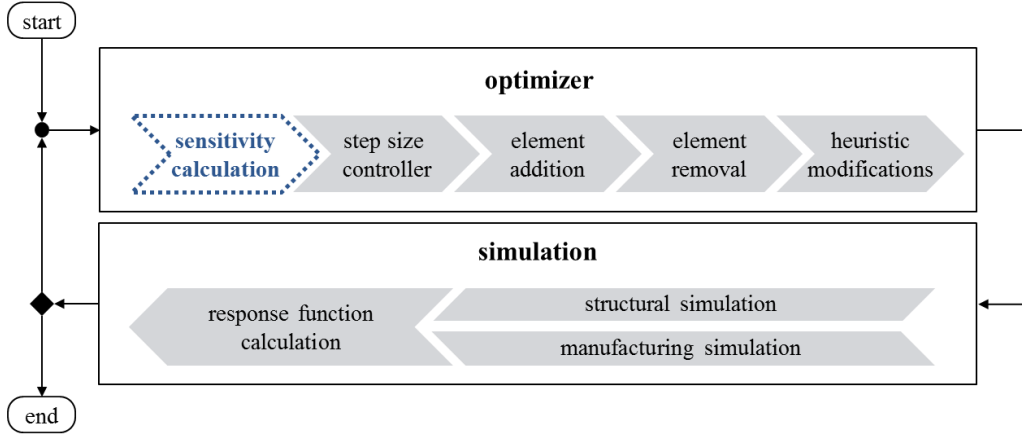 start
optimizer
sensitivity
calculation
step size
controller
element
addition
element
removal
heuristic
modifications
simulation
response function
calculation
structural simulation
manufacturing simulation
end